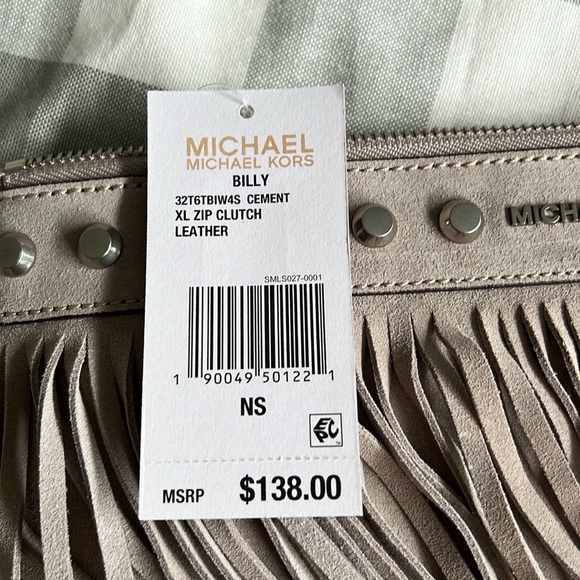 MICHAEL
MICHAEL KORS
BILLY
32T6TBIW4S CEMENT
XL ZIP CLUTCH
LEATHER
SMLS027-0001
1 90049 50122 1
NS
EPC
MSRP $138.00
MICH